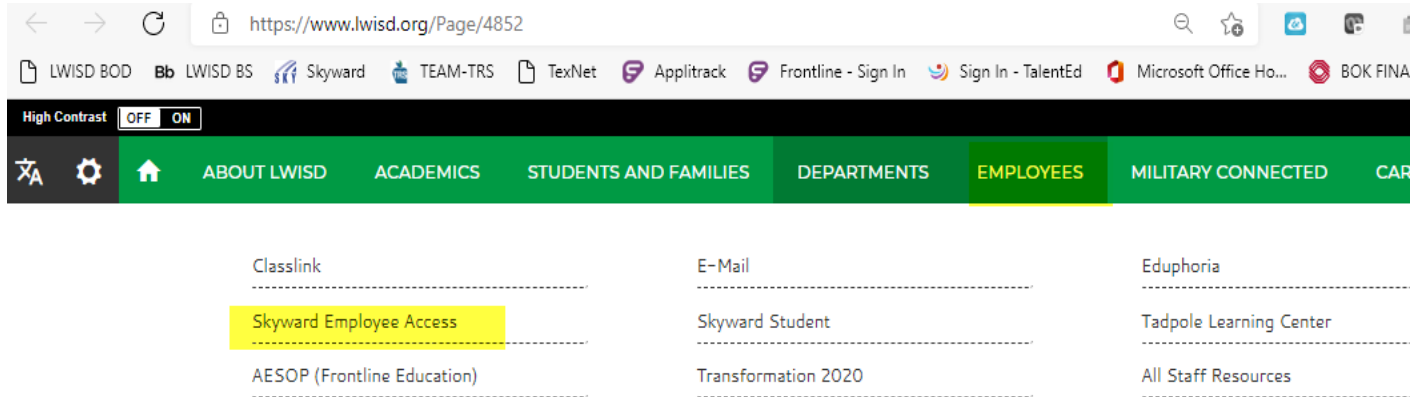 https://www.lwisd.org/Page/4852
LWISD BOD Bb LWISD BS Skyward TEAM-TRS TexNet Applitrack Frontline - Sign In Sign In - TalentEd Microsoft Office Ho... BOK FINA
High Contrast OFF ON
ABOUT LWISD ACADEMICS STUDENTS AND FAMILIES DEPARTMENTS EMPLOYEES MILITARY CONNECTED CAR
Classlink E-Mail Eduphoria
Skyward Employee Access Skyward Student Tadpole Learning Center
AESOP (Frontline Education) Transformation 2020 All Staff Resources